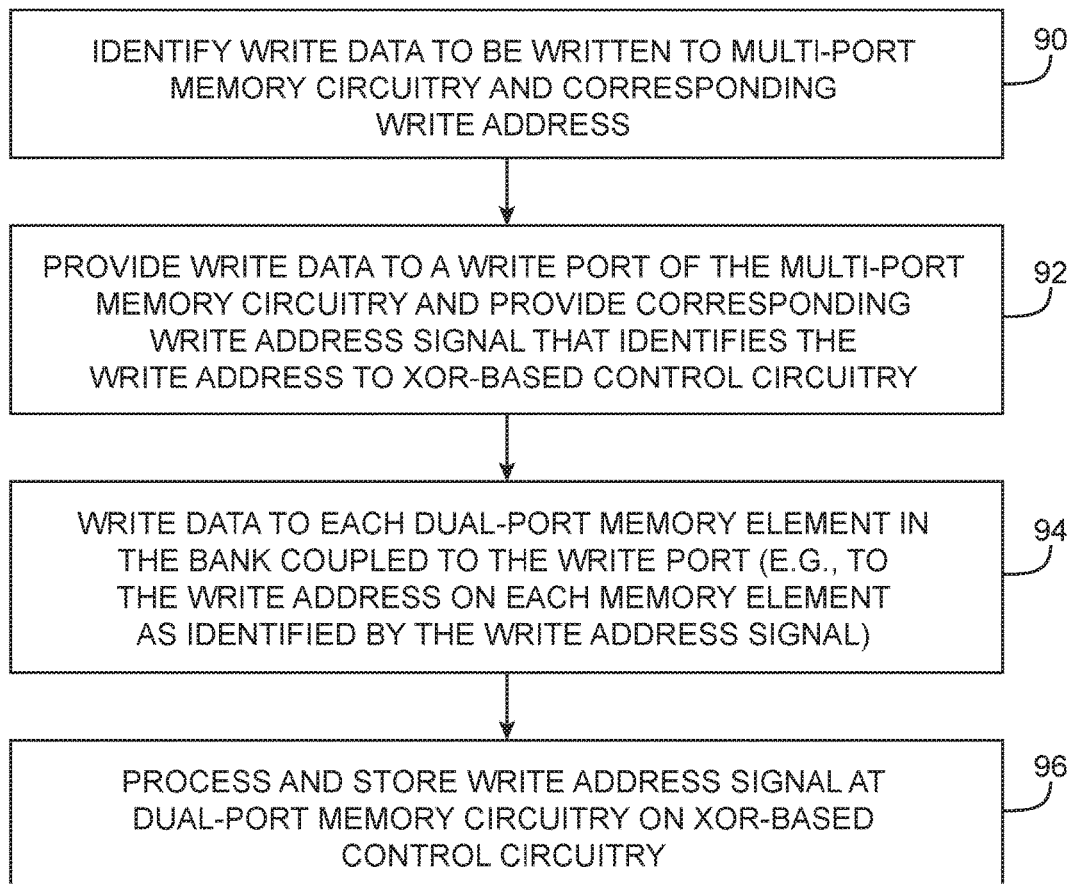 IDENTIFY WRITE DATA TO BE WRITTEN TO MULTI-PORT
MEMORY CIRCUITRY AND CORRESPONDING
WRITE ADDRESS
90
PROVIDE WRITE DATA TO A WRITE PORT OF THE MULTI-PORT
MEMORY CIRCUITRY AND PROVIDE CORRESPONDING
WRITE ADDRESS SIGNAL THAT IDENTIFIES THE
WRITE ADDRESS TO XOR-BASED CONTROL CIRCUITRY
92
WRITE DATA TO EACH DUAL-PORT MEMORY ELEMENT IN
THE BANK COUPLED TO THE WRITE PORT (E.G., TO
THE WRITE ADDRESS ON EACH MEMORY ELEMENT
AS IDENTIFIED BY THE WRITE ADDRESS SIGNAL)
94
PROCESS AND STORE WRITE ADDRESS SIGNAL AT
DUAL-PORT MEMORY CIRCUITRY ON XOR-BASED
CONTROL CIRCUITRY
96